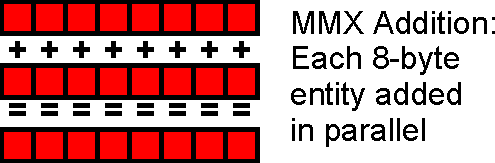 + + + + + + + +
= = = = = = = =
MMX Addition:
Each 8-byte
entity added
in parallel